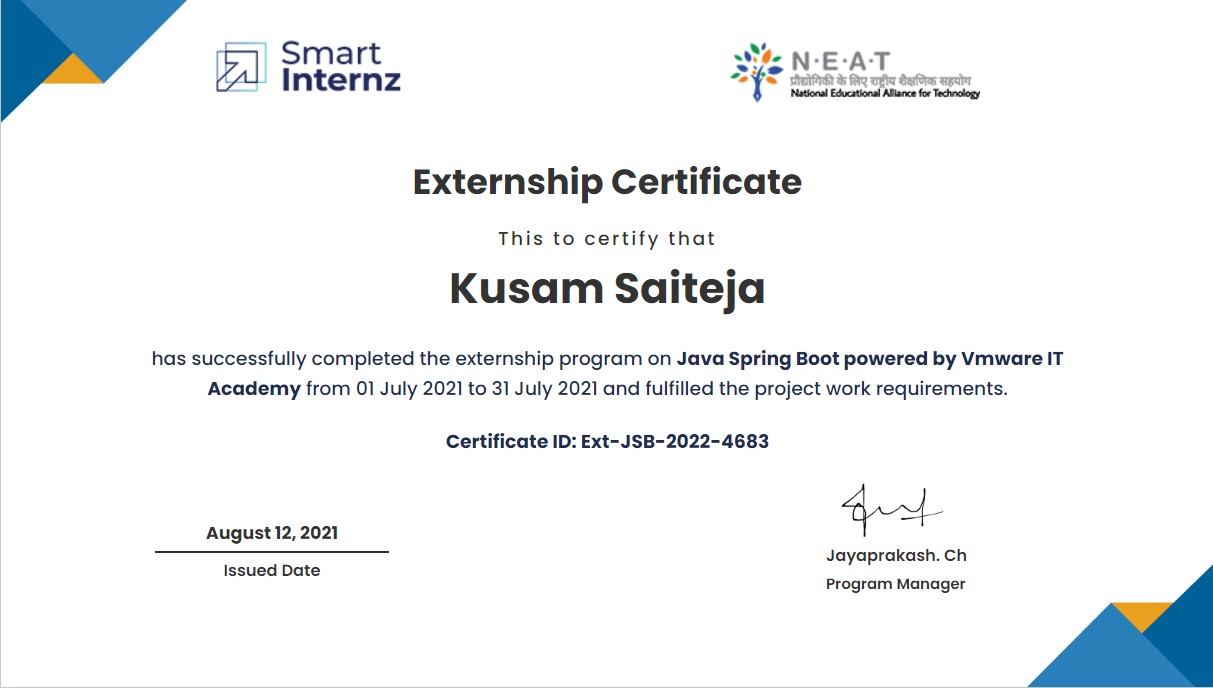 Smart
Internz
N·E·A·T
प्रौद्योगिकी के लिए राष्ट्रीय शैक्षणिक सहयोग
National Educational Alliance for Technology
Externship Certificate
This to certify that
Kusam Saiteja
has successfully completed the externship program on Java Spring Boot powered by Vmware IT
Academy from 01 July 2021 to 31 July 2021 and fulfilled the project work requirements.
Certificate ID: Ext-JSB-2022-4683
August 12, 2021
Issued Date
Jayaprakash. Ch
Program Manager